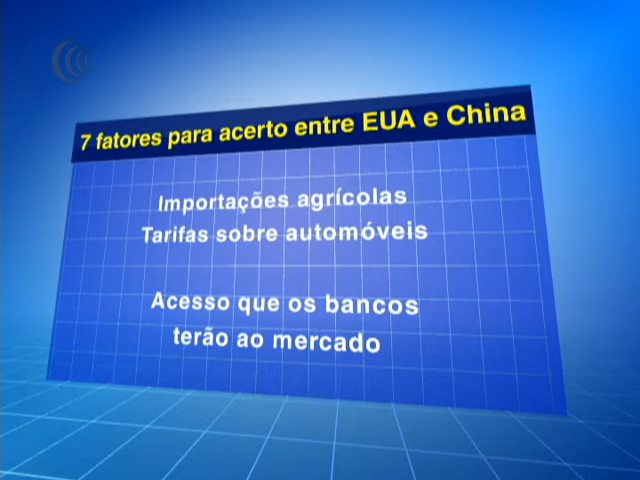 7 fatores para acerto entre EUA e China
Importações agrícolas
Tarifas sobre automóveis
Acesso que os bancos
terão ao mercado